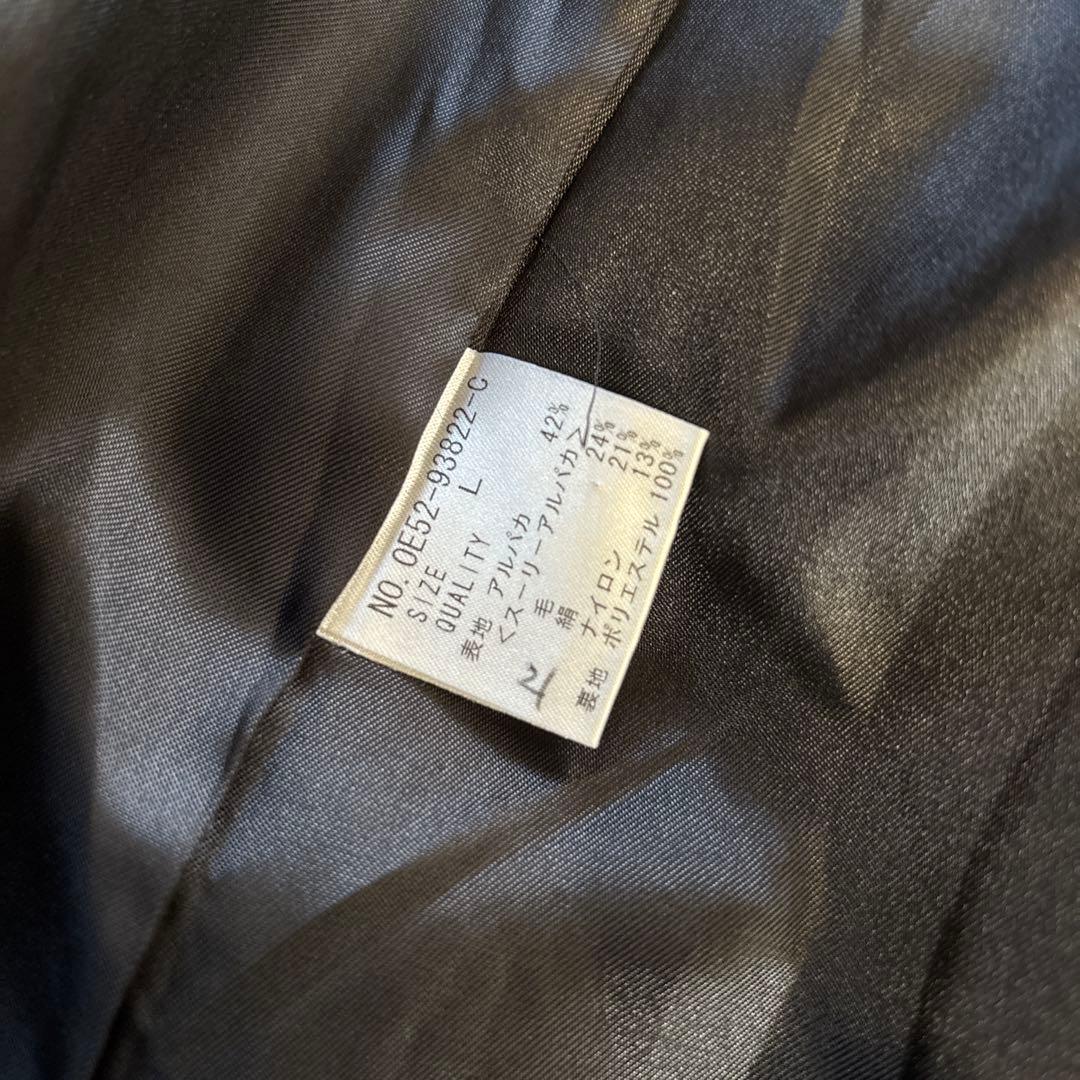 NO. 0E52-93822-C
SIZE L
QUALITY
表地 アルパカ 42%
<スーリーアルパカ>
毛 24%
絹 21%
ナイロン 13%
裏地 ポリエステル 100%